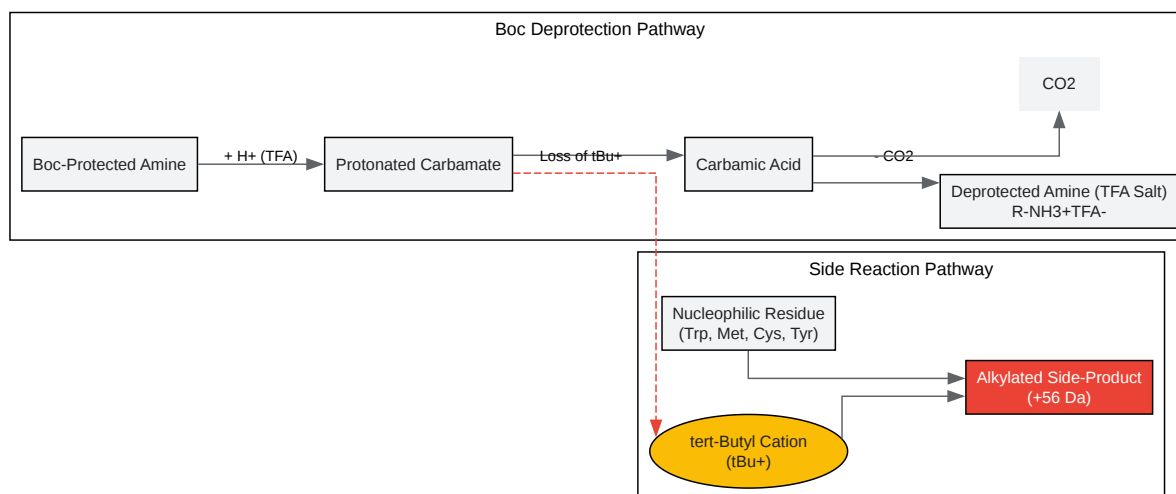 Boc Deprotection Pathway
CO2
Boc-Protected Amine
+ H+ (TFA)
Protonated Carbamate
Loss of tBu+
Carbamic Acid
- CO2
Deprotected Amine (TFA Salt)
R-NH3+TFA-
Side Reaction Pathway
Nucleophilic Residue
(Trp, Met, Cys, Tyr)
Alkylated Side-Product
(+56 Da)
tert-Butyl Cation
(tBu+)